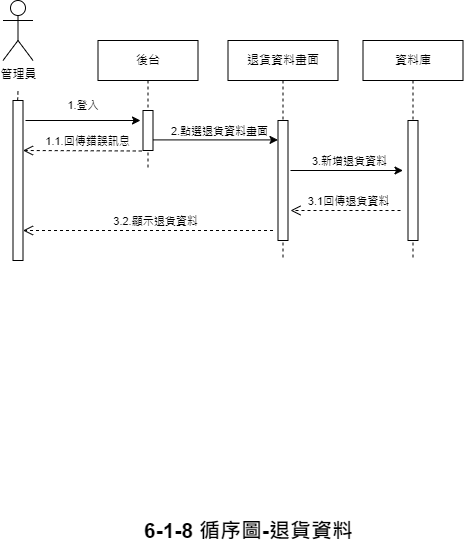 管理員
後台
退貨資料畫面
資料庫
1.登入
1.1.回傳錯誤訊息
2.點選退貨資料畫面
3.新增退貨資料
3.1回傳退貨資料
3.2.顯示退貨資料
6-1-8 循序圖-退貨資料